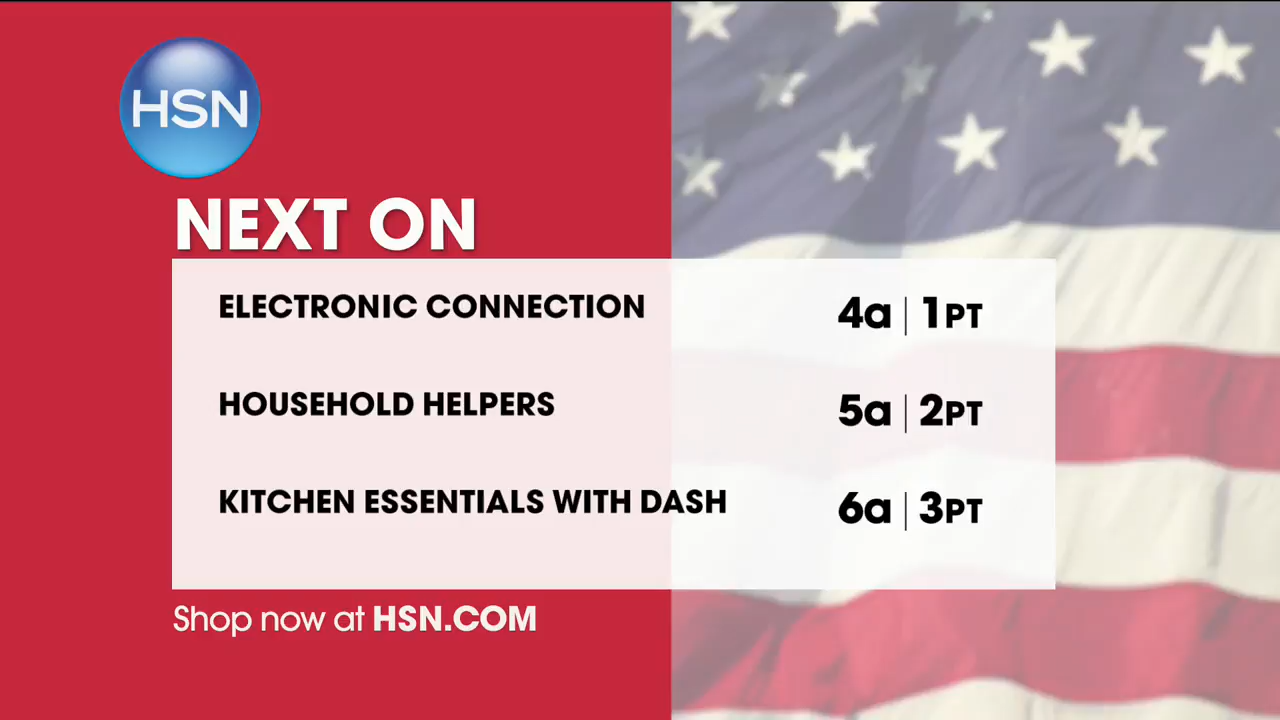 HSN
NEXT ON
ELECTRONIC CONNECTION 4a | 1PT
HOUSEHOLD HELPERS 5a | 2PT
KITCHEN ESSENTIALS WITH DASH 6a | 3PT
Shop now at HSN.COM